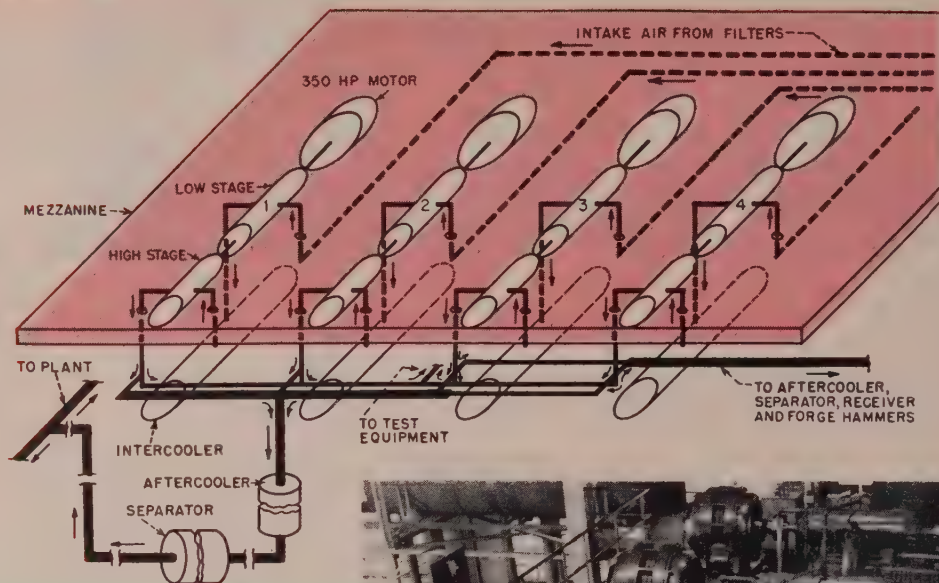 INTAKE AIR FROM FILTERS
350 HP MOTOR
LOW STAGE
1
2
3
4
MEZZANINE
HIGH STAGE
TO PLANT
TO AFTERCOOLER,
SEPARATOR, RECEIVER
AND FORGE HAMMERS
TO TEST
EQUIPMENT
INTERCOOLER
AFTERCOOLER
SEPARATOR